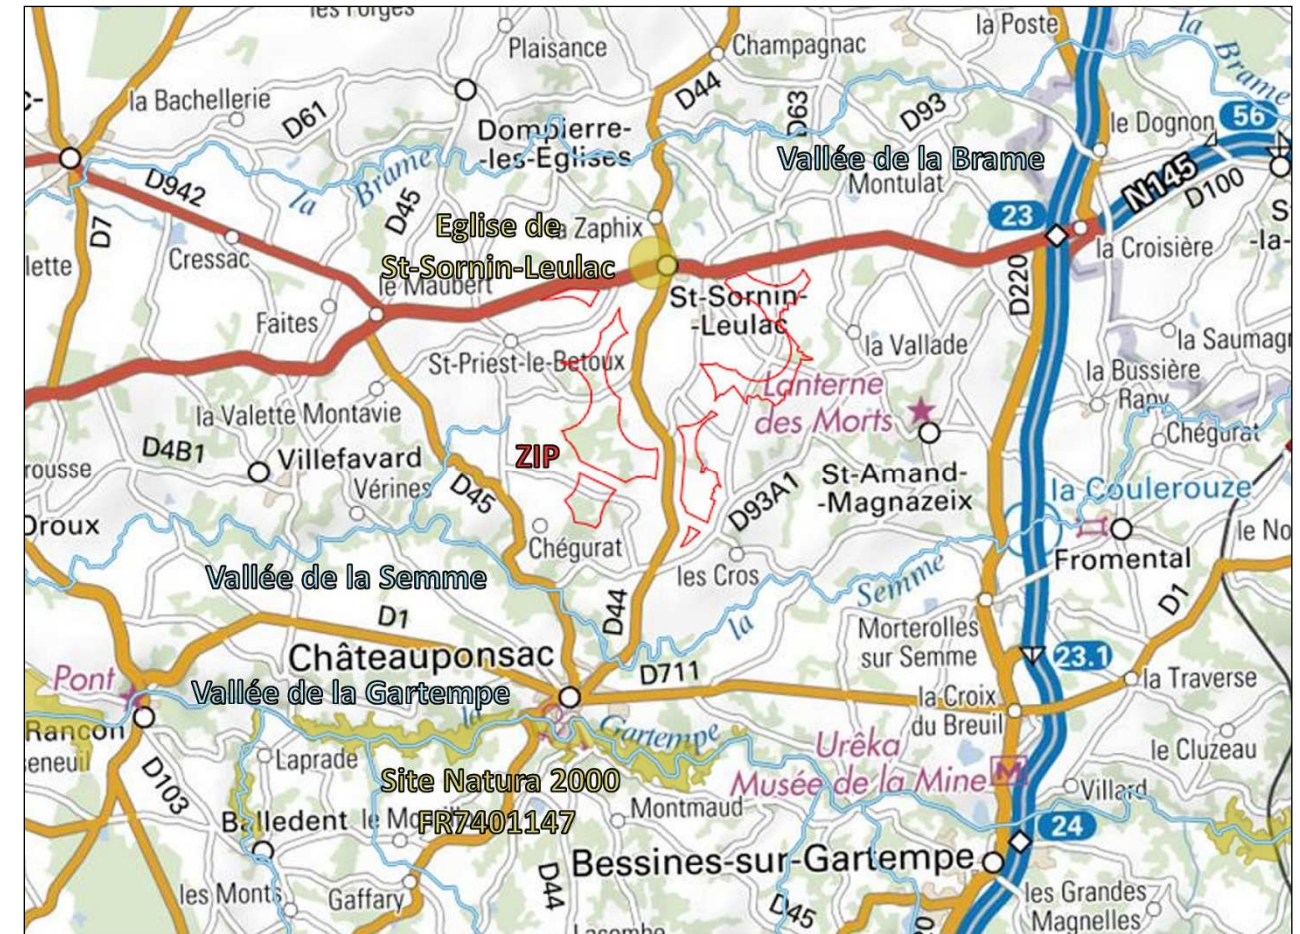 les Forges
la Poste
la Brame
Plaisance
Champagnac
la Bachellerie
D61
D44
D63
D93
56
le Dognon
Dompierre-
-les-Eglises
Vallée de la Brame
Montulat
N145
D100
D942
la Brame
D45
Eglise de
St-Sornin-Leulac
Zaphix
23
D7
la Croisière
-la-
Cressac
le Maubert
D220
St-Sornin-
-Leulac
Faites
St-Priest-le-Betoux
la Vallade
la Bussière
Rapy
Lanterne
des Morts
la Valette Montavie
Chégurat
D4B1
Villefavard
ZIP
Vérines
D45
D93A1
St-Amand-
-Magnazeix
la Coulerouze
Droux
Chégurat
Fromental
les Cros
Vallée de la Semme
la Semme
D1
D1
D44
Morterolles
sur Semme
23.1
Châteauponsac
D711
la Traverse
Pont
Vallée de la Gartempe
la Croix
du Breuil
Rancon
la Gartempe
Urêka
Musée de la Mine
M
le Cluzeau
Laprade
D103
Site Natura 2000
FR7401147
Villard
Montmaud
Balledent
24
Bessines-sur-Gartempe
les Monts
Gaffary
D44
D45
les Grandes
Magnelles